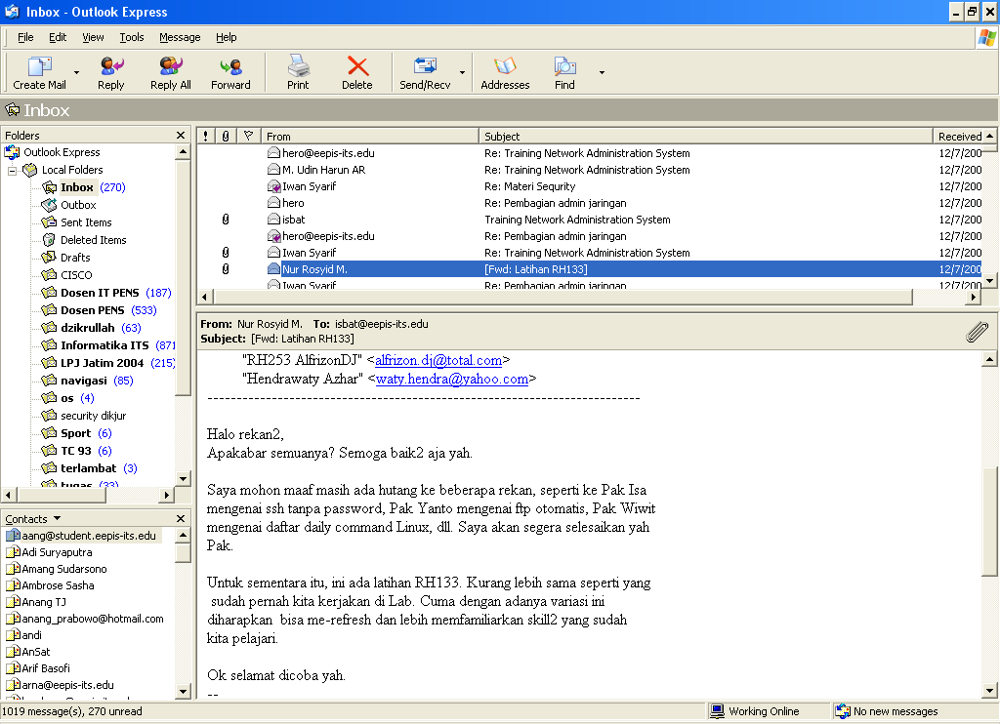 Inbox - Outlook Express
File Edit View Tools Message Help
Create Mail Reply Reply All Forward Print Delete Send/Recv Addresses Find
Inbox
Folders
Outlook Express
Local Folders
Inbox (270)
Outbox
Sent Items
Deleted Items
Drafts
CISCO
Dosen IT PENS (187)
Dosen PENS (533)
dzikrullah (63)
Informatika ITS (871
LPJ Jatim 2004 (215)
navigasi (85)
os (4)
security dikjur
Sport (6)
TC 93 (6)
terlambat (3)
tugas (33)
Contacts
aang@student.eepis-its.edu
Adi Suryaputra
Amang Sudarsono
Ambrose Sasha
Anang TJ
anang_prabowo@hotmail.com
andi
AnSat
Arif Basofi
arna@eepis-its.edu
! From Subject Received
hero@eepis-its.edu Re: Training Network Administration System 12/7/200
M. Udin Harun AR Re: Training Network Administration System 12/7/200
Iwan Syarif Re: Materi Sequrity 12/7/200
hero Re: Pembagian admin jaringan 12/7/200
isbat Training Network Administration System 12/7/200
hero@eepis-its.edu Re: Pembagian admin jaringan 12/7/200
Iwan Syarif Re: Training Network Administration System 12/7/200
Nur Rosyid M. [Fwd: Latihan RH133] 12/7/200
Iwan Syarif Re: Pembagian admin jaringan 12/7/200
From: Nur Rosyid M. To: isbat@eepis-its.edu
Subject: [Fwd: Latihan RH133]
"RH253 AlfrizonDJ" <alfrizon.dj@total.com>
"Hendrawaty Azhar" <waty.hendra@yahoo.com>
--------------------------------------------------------------------------
Halo rekan2,
Apakabar semuanya? Semoga baik2 aja yah.
Saya mohon maaf masih ada hutang ke beberapa rekan, seperti ke Pak Isa
mengenai ssh tanpa password, Pak Yanto mengenai ftp otomatis, Pak Wiwit
mengenai daftar daily command Linux, dll. Saya akan segera selesaikan yah
Pak.
Untuk sementara itu, ini ada latihan RH133. Kurang lebih sama seperti yang
sudah pernah kita kerjakan di Lab. Cuma dengan adanya variasi ini
diharapkan bisa me-refresh dan lebih memfamiliarkan skill2 yang sudah
kita pelajari.
Ok selamat dicoba yah.
--
1019 message(s), 270 unread Working Online No new messages